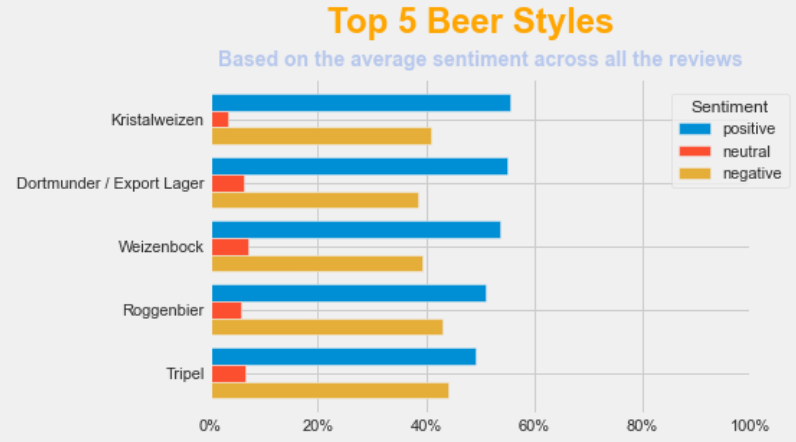 Top 5 Beer Styles
Based on the average sentiment across all the reviews
Sentiment
positive
neutral
negative
Kristalweizen
Dortmunder / Export Lager
Weizenbock
Roggenbier
Tripel
0% 20% 40% 60% 80% 100%